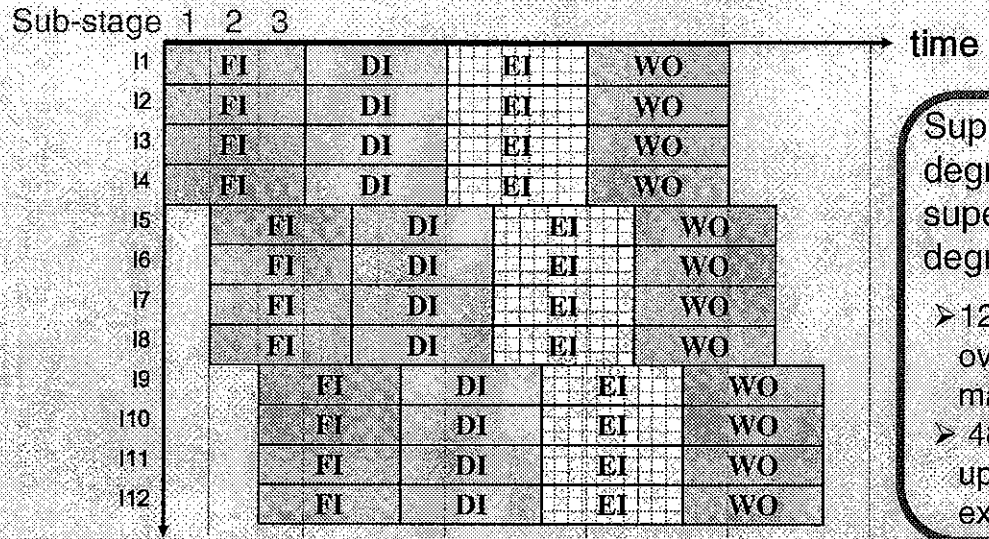 Sub-stage 1 2 3
time
I1 FI DI EI WO
I2 FI DI EI WO
I3 FI DI EI WO
I4 FI DI EI WO
I5 FI DI EI WO
I6 FI DI EI WO
I7 FI DI EI WO
I8 FI DI EI WO
I9 FI DI EI WO
I10 FI DI EI WO
I11 FI DI EI WO
I12 FI DI EI WO
Sup
degr
supe
degr
➢12
ov
ma
➢
up
ex